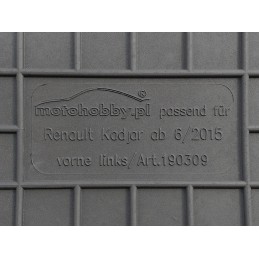 motohobby.pl passend für
Renault Kadjar ab 6/2015
vorne links, Art.190309